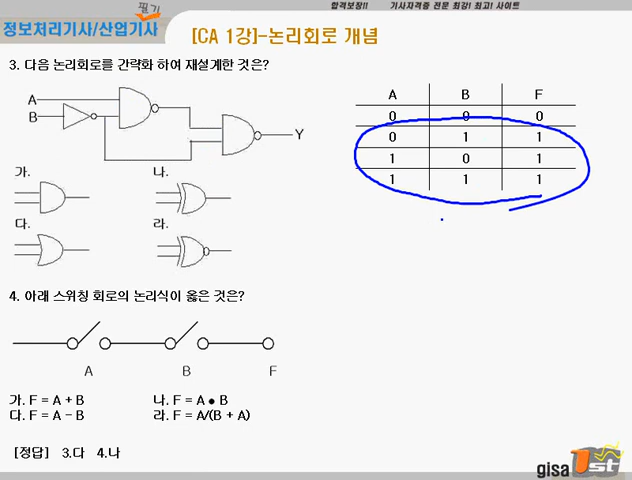 합격보장!! 기사자격증 전문 최강! 최고! 사이트
필기
정보처리기사/산업기사
[CA 1강]-논리회로 개념
3. 다음 논리회로를 간략화 하여 재설계한 것은?
A
B
Y
가. 나.
다. 라.
A B F
0 0 0
0 1 1
1 0 1
1 1 1
4. 아래 스위칭 회로의 논리식이 옳은 것은?
A B F
가. F = A + B 나. F = A ● B
다. F = A − B 라. F = A/(B + A)
[정답] 3.다 4.나
gisa 1st